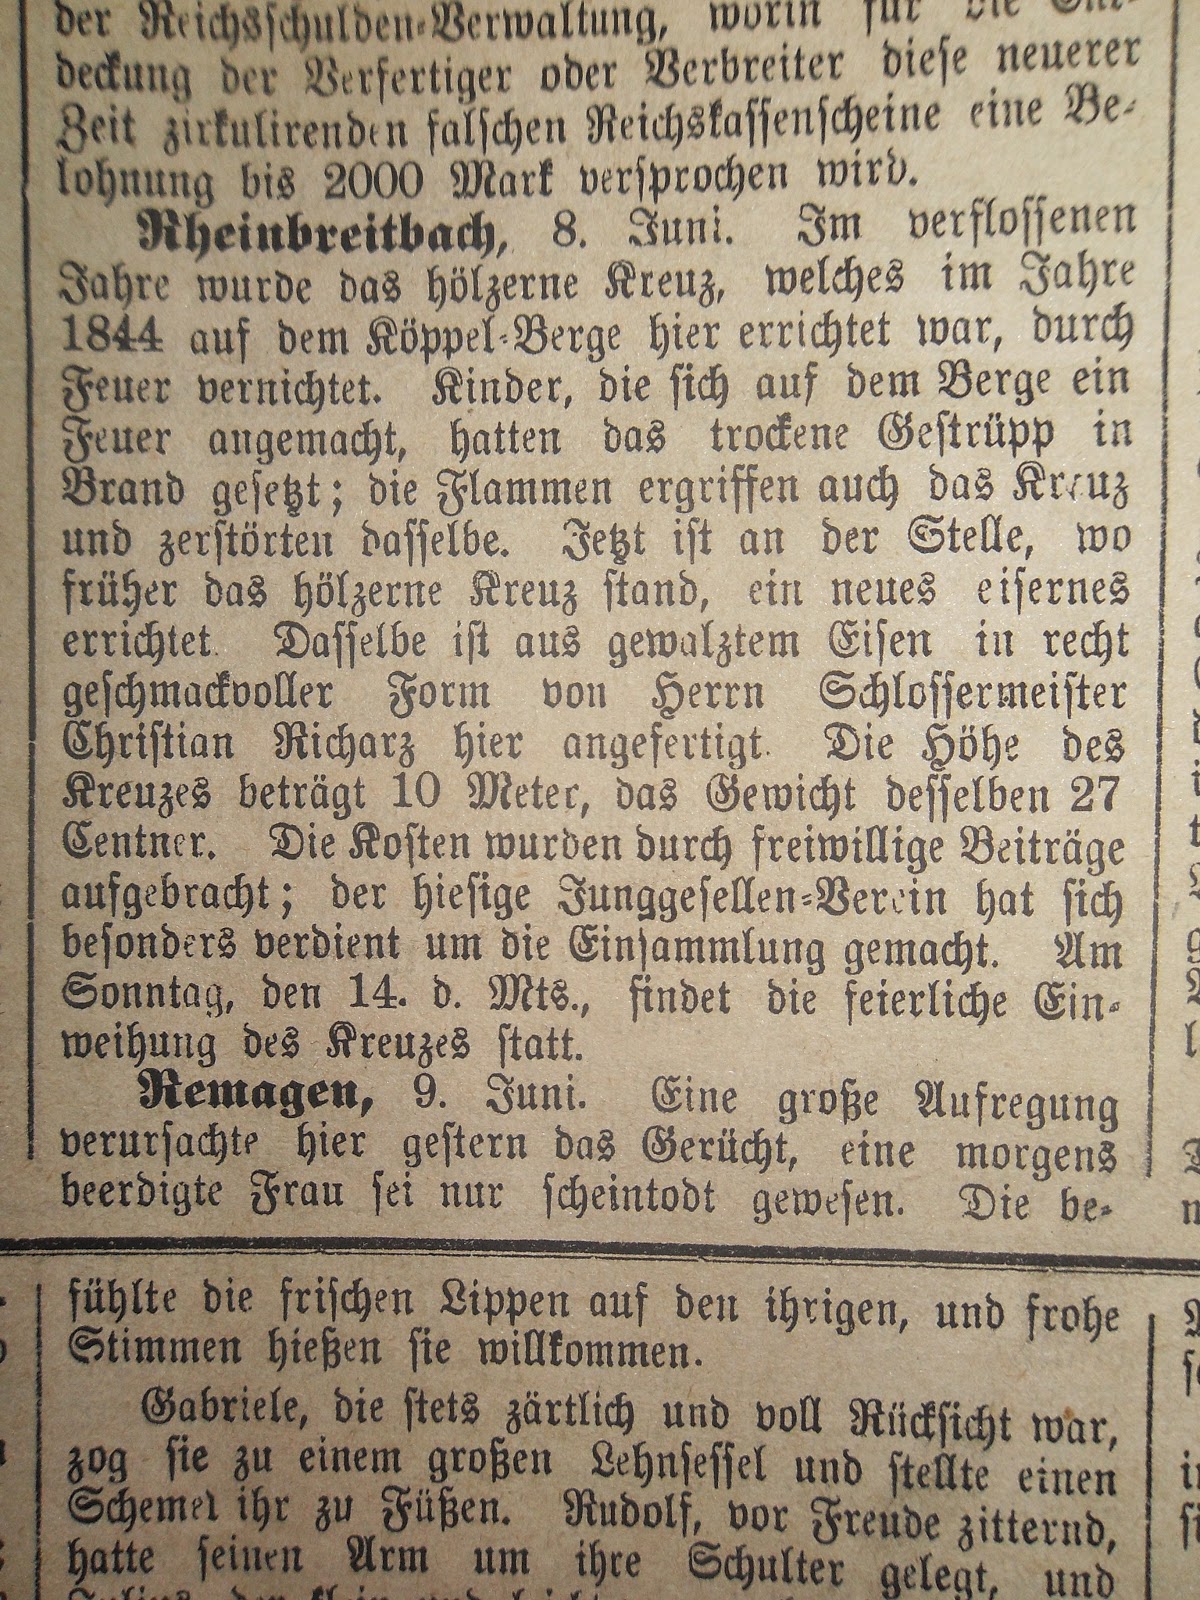 der Reichsschulden-Verwaltung, worin für die Ent-
deckung der Verfertiger oder Verbreiter diese neuerer
Zeit zirkulirenden falschen Reichskassenscheine eine Be-
lohnung bis 2000 Mark versprochen wird.
Rheinbreitbach, 8. Juni. Im verflossenen
Jahre wurde das hölzerne Kreuz, welches im Jahre
1844 auf dem Köppel-Berge hier errichtet war, durch
Feuer vernichtet. Kinder, die sich auf dem Berge ein
Feuer angemacht, hatten das trockene Gestrüpp in
Brand gesetzt; die Flammen ergriffen auch das Kreuz
und zerstörten dasselbe. Jetzt ist an der Stelle, wo
früher das hölzerne Kreuz stand, ein neues eisernes
errichtet. Dasselbe ist aus gewalztem Eisen in recht
geschmackvoller Form von Herrn Schlossermeister
Christian Richarz hier angefertigt. Die Höhe des
Kreuzes beträgt 10 Meter, das Gewicht desselben 27
Centner. Die Kosten wurden durch freiwillige Beiträge
aufgebracht; der hiesige Junggesellen-Verein hat sich
besonders verdient um die Einsammlung gemacht. Am
Sonntag, den 14. d. Mts., findet die feierliche Ein-
weihung des Kreuzes statt.
Remagen, 9. Juni. Eine große Aufregung
verursachte hier gestern das Gerücht, eine morgens
beerdigte Frau sei nur scheintodt gewesen. Die be-
fühlte die frischen Lippen auf den ihrigen, und frohe
Stimmen hießen sie willkommen.
Gabriele, die stets zärtlich und voll Rücksicht war,
zog sie zu einem großen Lehnsessel und stellte einen
Schemel ihr zu Füßen. Rudolf, vor Freude zitternd,
hatte seinen Arm um ihre Schulter gelegt, und